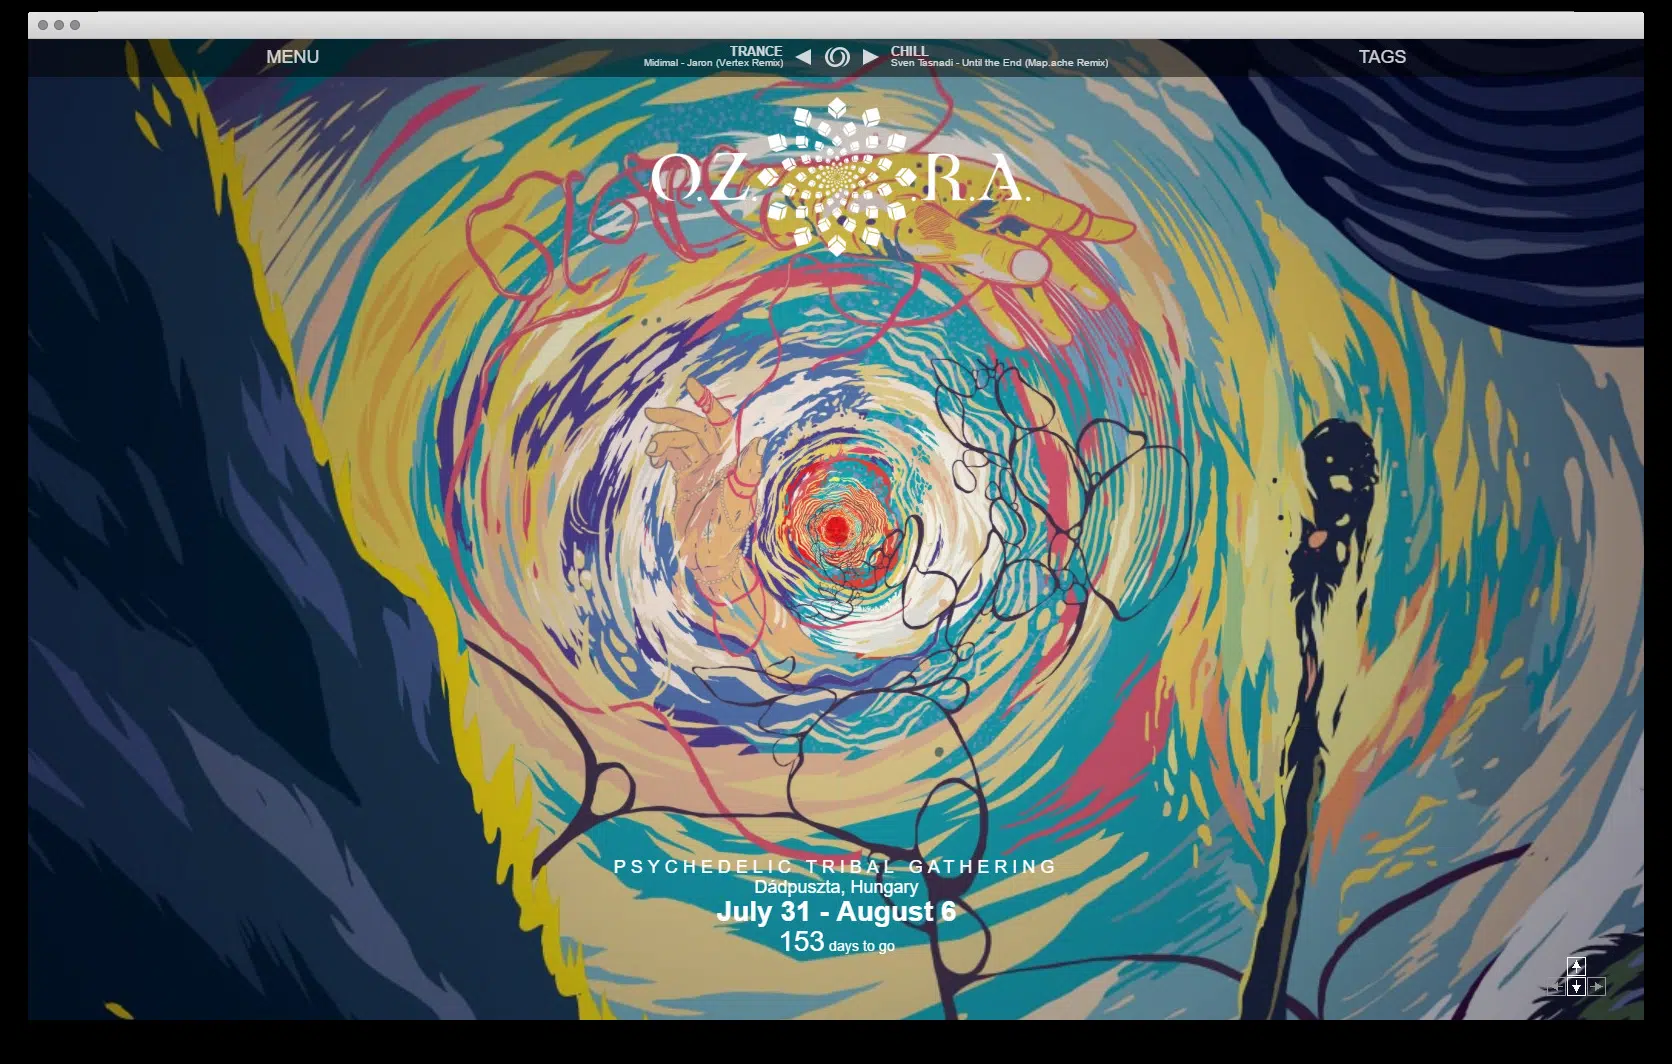 MENU
TRANCE
Midimal - Jaron (Vertex Remix)
CHILL
Sven Tasnadi - Until the End (Map.ache Remix)
TAGS
O.Z.O.R.A.
PSYCHEDELIC TRIBAL GATHERING
Dádpuszta, Hungary
July 31 - August 6
153 days to go